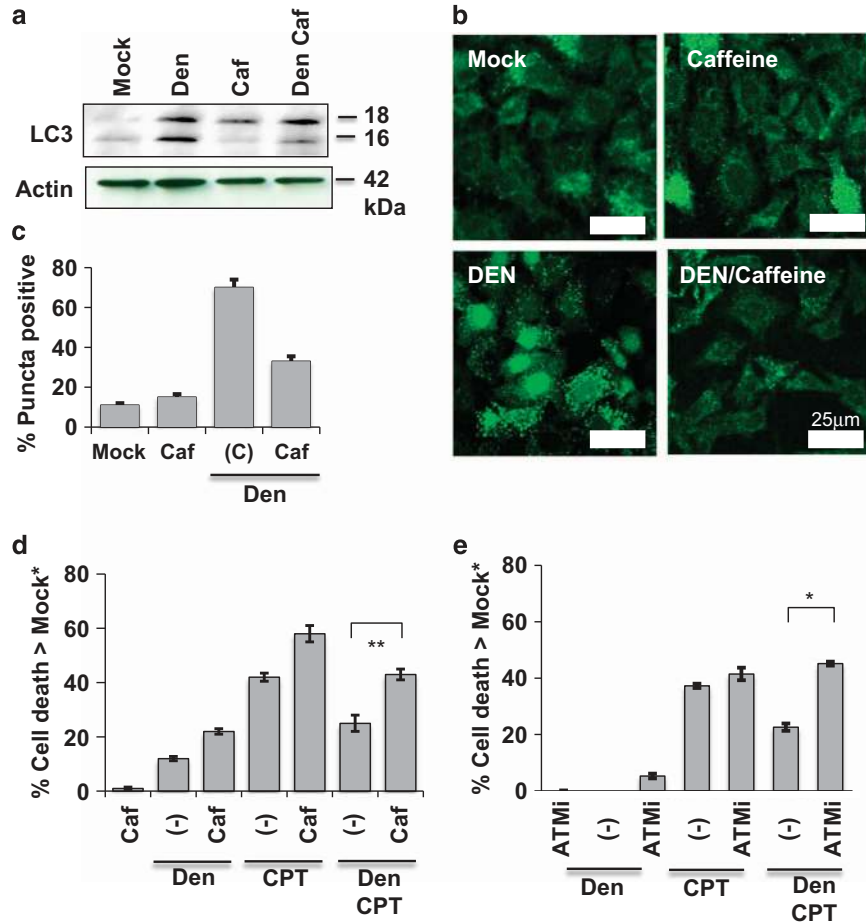 a
Mock
Den
Caf
Den Caf
LC3
18
16
Actin
42
kDa
b
Mock
Caffeine
DEN
DEN/Caffeine
25μm
c
% Puncta positive
80
60
40
20
0
Mock
Caf
(C)
Caf
Den
d
% Cell death > Mock*
80
60
40
20
0
**
Caf
(-)
Caf
(-)
Caf
(-)
Caf
Den
CPT
Den
CPT
e
% Cell death > Mock*
80
60
40
20
0
*
ATMi
(-)
ATMi
(-)
ATMi
(-)
ATMi
Den
CPT
Den
CPT